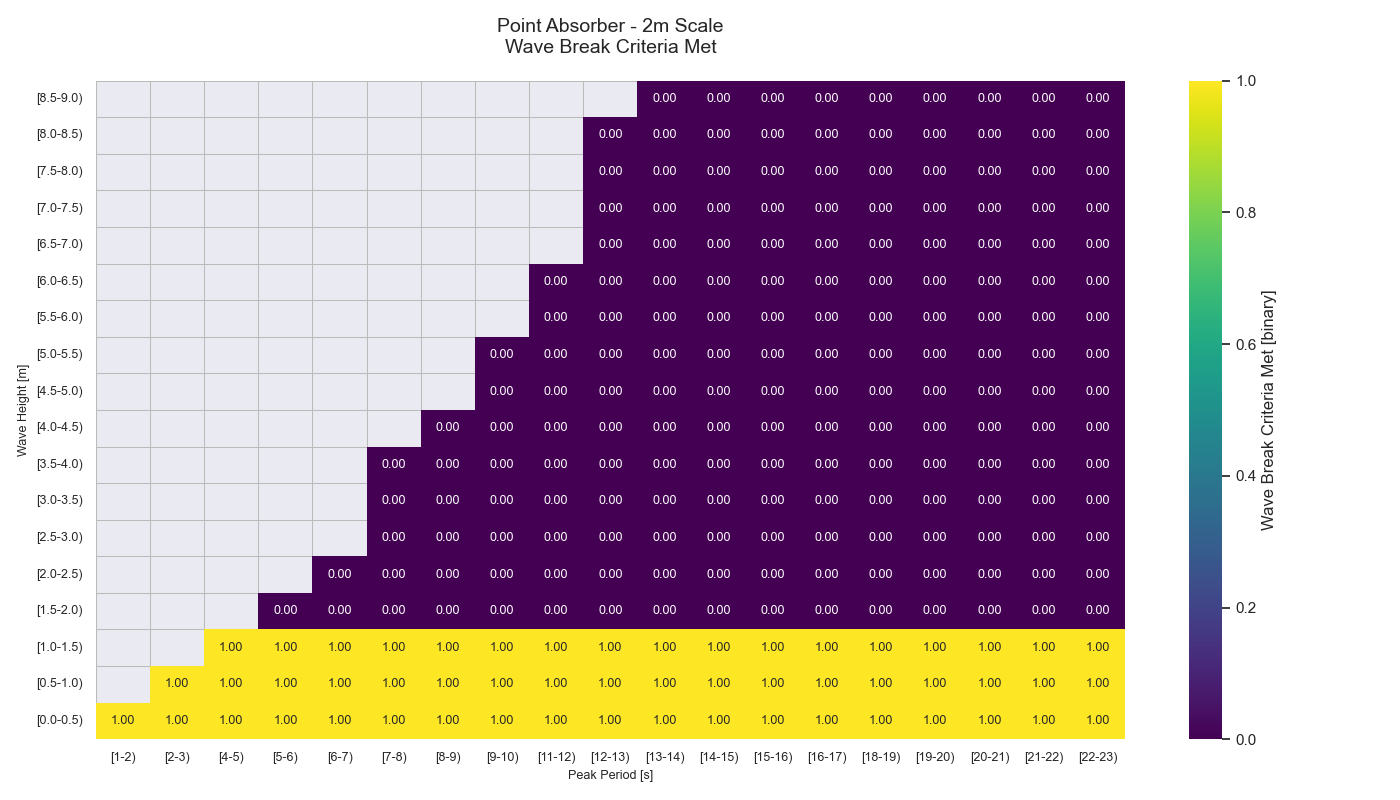 Point Absorber - 2m Scale
Wave Break Criteria Met
[8.5-9.0) 0.00 0.00 0.00 0.00 0.00 0.00 0.00 0.00 0.00
[8.0-8.5) 0.00 0.00 0.00 0.00 0.00 0.00 0.00 0.00 0.00 0.00
[7.5-8.0) 0.00 0.00 0.00 0.00 0.00 0.00 0.00 0.00 0.00 0.00
[7.0-7.5) 0.00 0.00 0.00 0.00 0.00 0.00 0.00 0.00 0.00 0.00
[6.5-7.0) 0.00 0.00 0.00 0.00 0.00 0.00 0.00 0.00 0.00 0.00
[6.0-6.5) 0.00 0.00 0.00 0.00 0.00 0.00 0.00 0.00 0.00 0.00 0.00
[5.5-6.0) 0.00 0.00 0.00 0.00 0.00 0.00 0.00 0.00 0.00 0.00 0.00
[5.0-5.5) 0.00 0.00 0.00 0.00 0.00 0.00 0.00 0.00 0.00 0.00 0.00 0.00
[4.5-5.0) 0.00 0.00 0.00 0.00 0.00 0.00 0.00 0.00 0.00 0.00 0.00 0.00
[4.0-4.5) 0.00 0.00 0.00 0.00 0.00 0.00 0.00 0.00 0.00 0.00 0.00 0.00 0.00
[3.5-4.0) 0.00 0.00 0.00 0.00 0.00 0.00 0.00 0.00 0.00 0.00 0.00 0.00 0.00 0.00
[3.0-3.5) 0.00 0.00 0.00 0.00 0.00 0.00 0.00 0.00 0.00 0.00 0.00 0.00 0.00 0.00
[2.5-3.0) 0.00 0.00 0.00 0.00 0.00 0.00 0.00 0.00 0.00 0.00 0.00 0.00 0.00 0.00
[2.0-2.5) 0.00 0.00 0.00 0.00 0.00 0.00 0.00 0.00 0.00 0.00 0.00 0.00 0.00 0.00 0.00
[1.5-2.0) 0.00 0.00 0.00 0.00 0.00 0.00 0.00 0.00 0.00 0.00 0.00 0.00 0.00 0.00 0.00 0.00
[1.0-1.5) 1.00 1.00 1.00 1.00 1.00 1.00 1.00 1.00 1.00 1.00 1.00 1.00 1.00 1.00 1.00 1.00 1.00
[0.5-1.0) 1.00 1.00 1.00 1.00 1.00 1.00 1.00 1.00 1.00 1.00 1.00 1.00 1.00 1.00 1.00 1.00 1.00 1.00
[0.0-0.5) 1.00 1.00 1.00 1.00 1.00 1.00 1.00 1.00 1.00 1.00 1.00 1.00 1.00 1.00 1.00 1.00 1.00 1.00 1.00
[1-2) [2-3) [4-5) [5-6) [6-7) [7-8) [8-9) [9-10) [11-12) [12-13) [13-14) [14-15) [15-16) [16-17) [18-19) [19-20) [20-21) [21-22) [22-23)
Peak Period [s]
Wave Height [m]
1.0
0.8
0.6
0.4
0.2
0.0
Wave Break Criteria Met [binary]